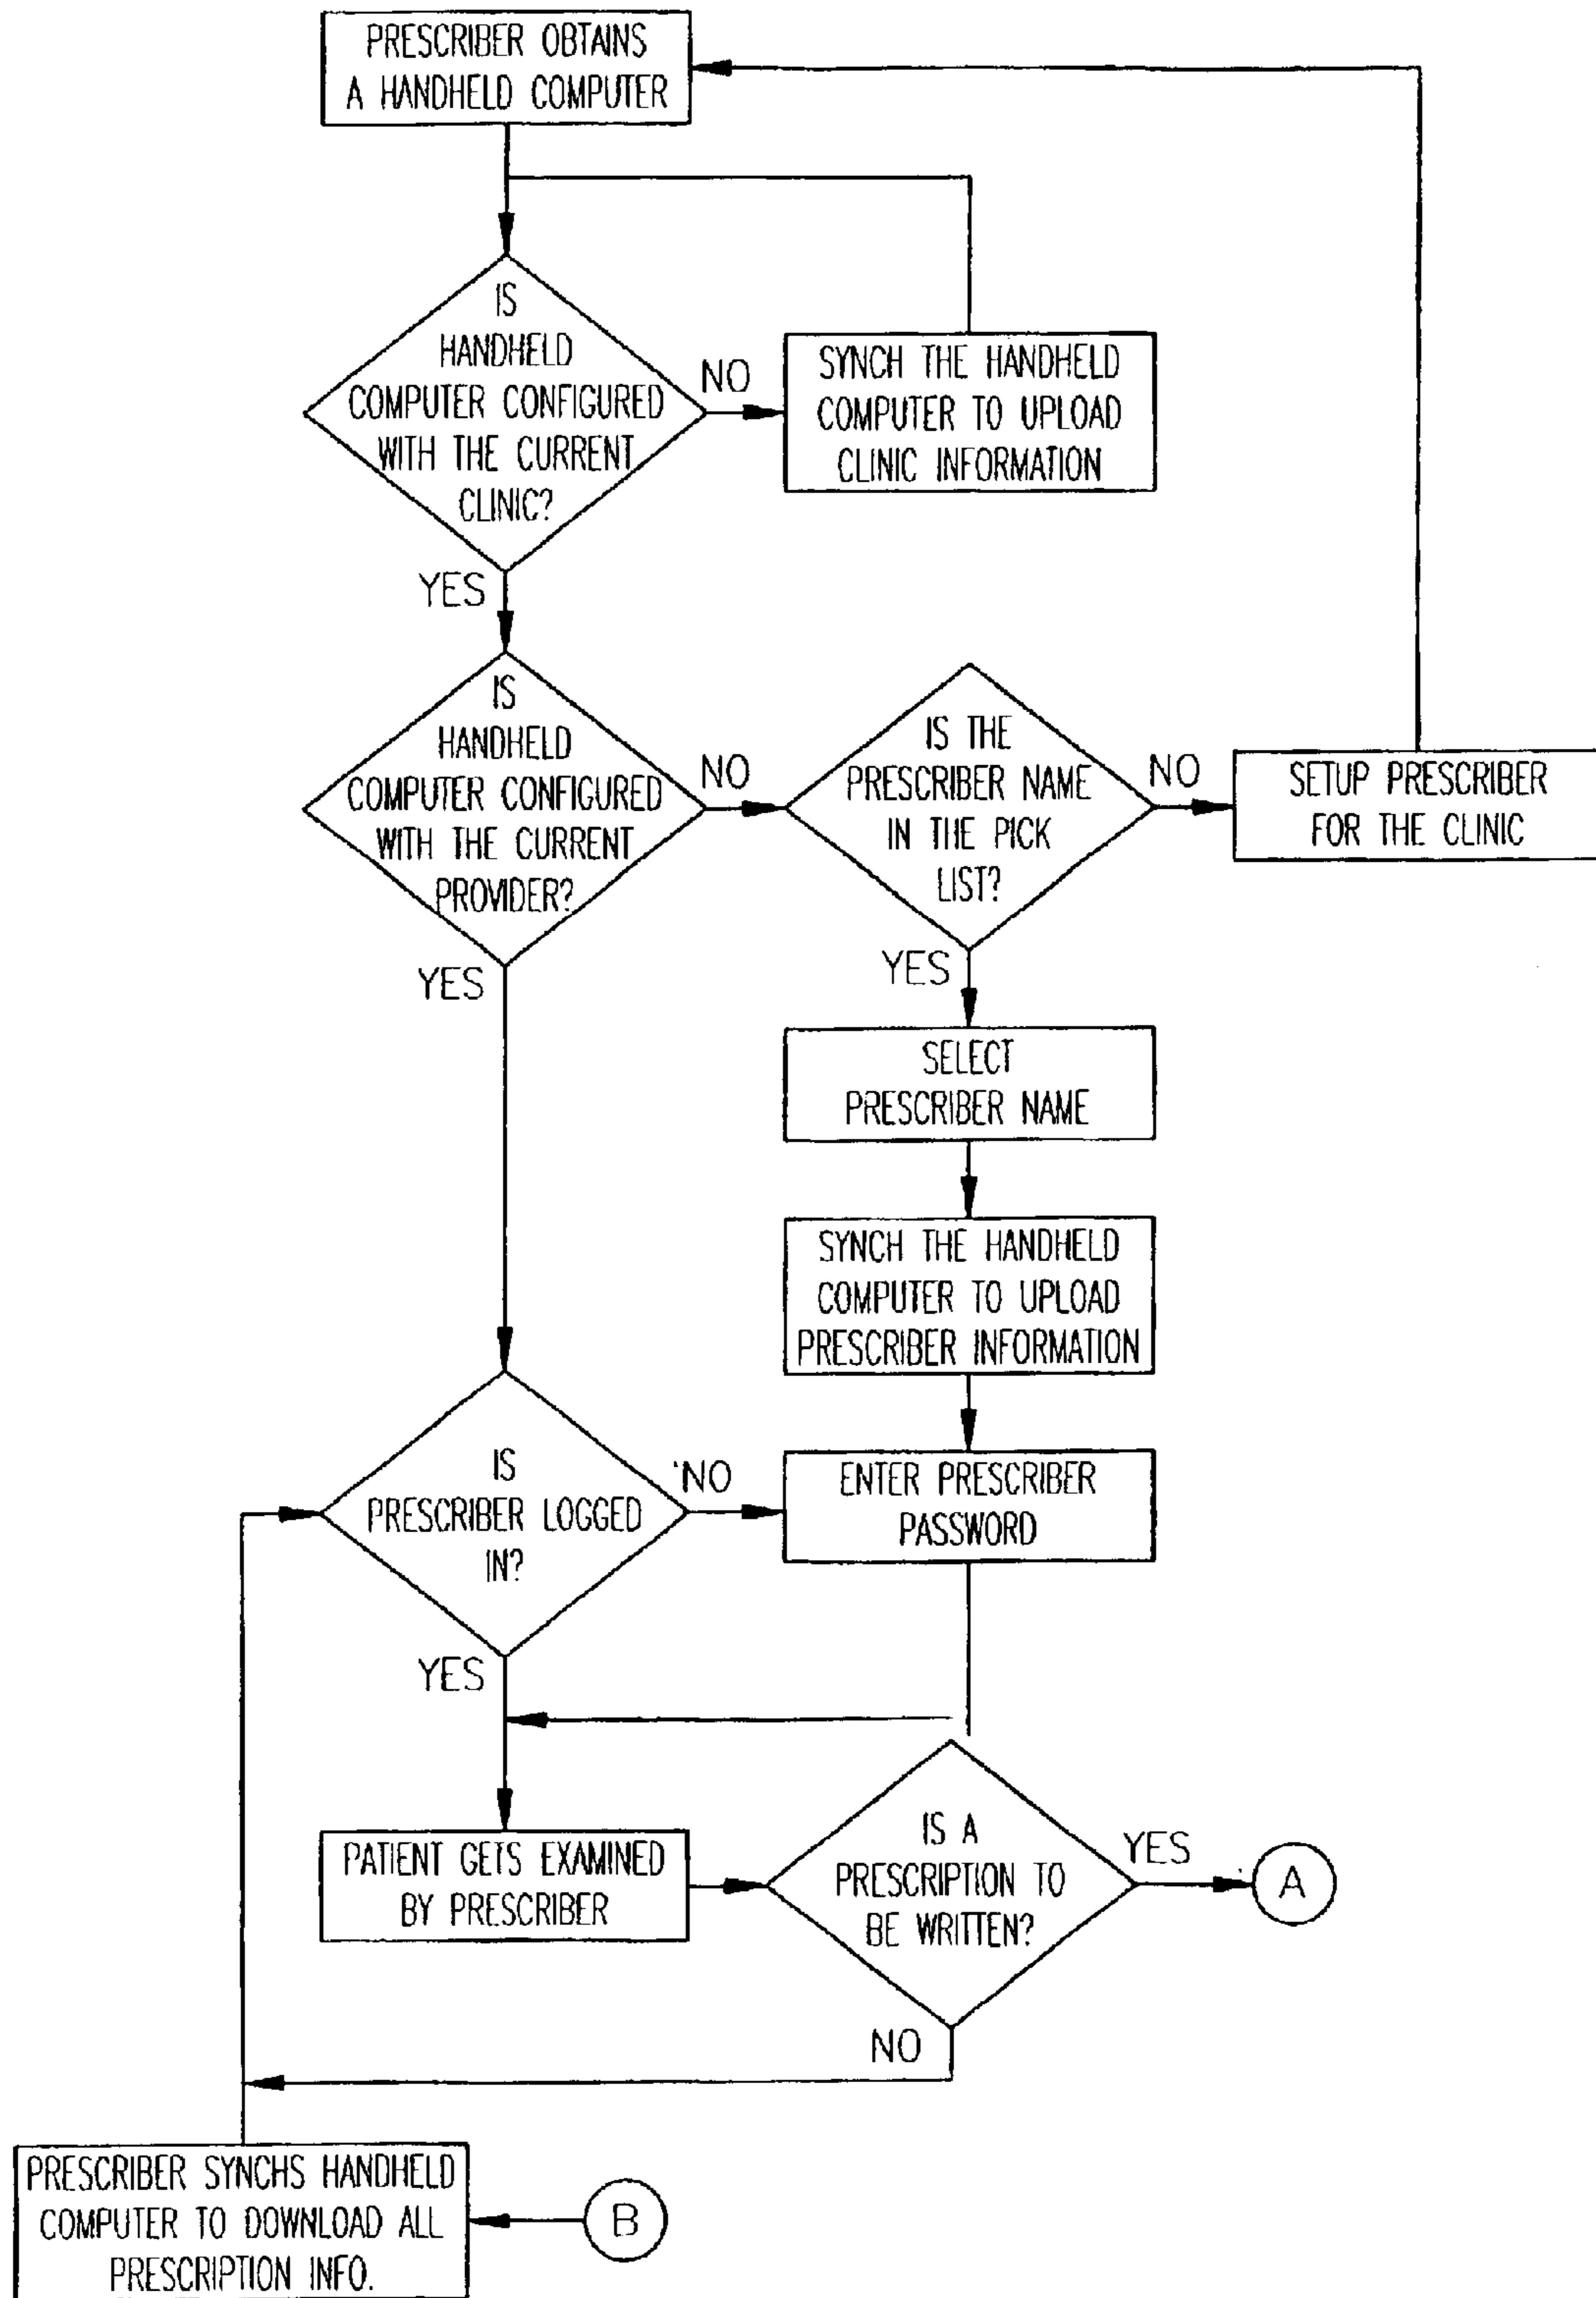 PRESCRIBER OBTAINS
A HANDHELD COMPUTER
IS
HANDHELD
COMPUTER CONFIGURED
WITH THE CURRENT
CLINIC?
NO
SYNCH THE HANDHELD
COMPUTER TO UPLOAD
CLINIC INFORMATION
YES
IS
HANDHELD
COMPUTER CONFIGURED
WITH THE CURRENT
PROVIDER?
NO
IS THE
PRESCRIBER NAME
IN THE PICK
LIST?
NO
SETUP PRESCRIBER
FOR THE CLINIC
YES
YES
SELECT
PRESCRIBER NAME
SYNCH THE HANDHELD
COMPUTER TO UPLOAD
PRESCRIBER INFORMATION
IS
PRESCRIBER LOGGED
IN?
NO
ENTER PRESCRIBER
PASSWORD
YES
PATIENT GETS EXAMINED
BY PRESCRIBER
IS A
PRESCRIPTION TO
BE WRITTEN?
YES
A
NO
PRESCRIBER SYNCHS HANDHELD
COMPUTER TO DOWNLOAD ALL
PRESCRIPTION INFO.
B